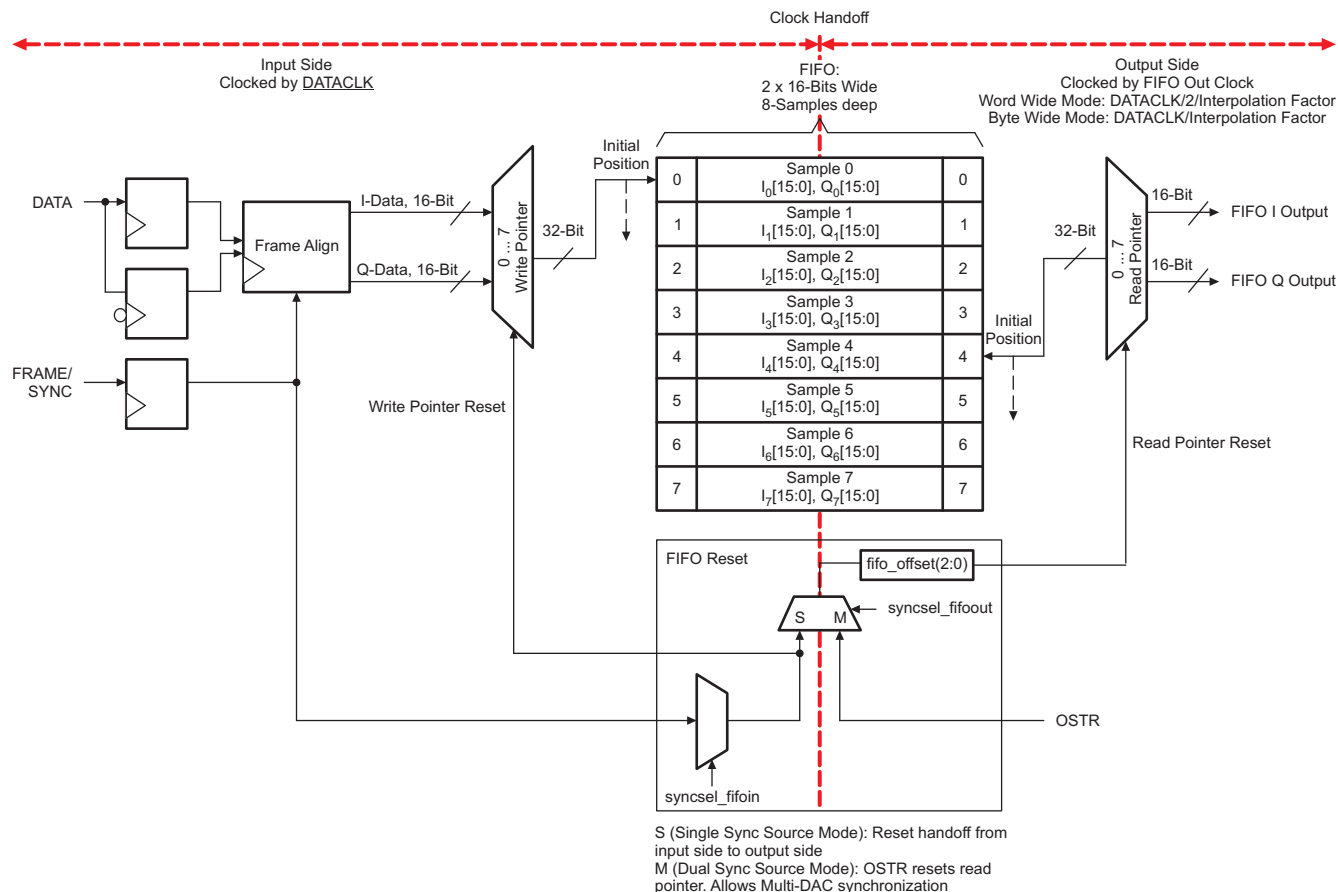 Clock Handoff
Input Side
Clocked by DATACLK
FIFO:
2 x 16-Bits Wide
8-Samples deep
Output Side
Clocked by FIFO Out Clock
Word Wide Mode: DATACLK/2/Interpolation Factor
Byte Wide Mode: DATACLK/Interpolation Factor
DATA
FRAME/
SYNC
Frame Align
I-Data, 16-Bit
Q-Data, 16-Bit
0 ... 7
Write Pointer
32-Bit
Initial
Position
0
Sample 0
I0[15:0], Q0[15:0]
0
1
Sample 1
I1[15:0], Q1[15:0]
1
2
Sample 2
I2[15:0], Q2[15:0]
2
3
Sample 3
I3[15:0], Q3[15:0]
3
4
Sample 4
I4[15:0], Q4[15:0]
4
5
Sample 5
I5[15:0], Q5[15:0]
5
6
Sample 6
I6[15:0], Q6[15:0]
6
7
Sample 7
I7[15:0], Q7[15:0]
7
Initial
Position
32-Bit
0 ... 7
Read Pointer
16-Bit
FIFO I Output
16-Bit
FIFO Q Output
Write Pointer Reset
Read Pointer Reset
FIFO Reset
fifo_offset(2:0)
S M
syncsel_fifoout
OSTR
syncsel_fifoin
S (Single Sync Source Mode): Reset handoff from
input side to output side
M (Dual Sync Source Mode): OSTR resets read
pointer. Allows Multi-DAC synchronization